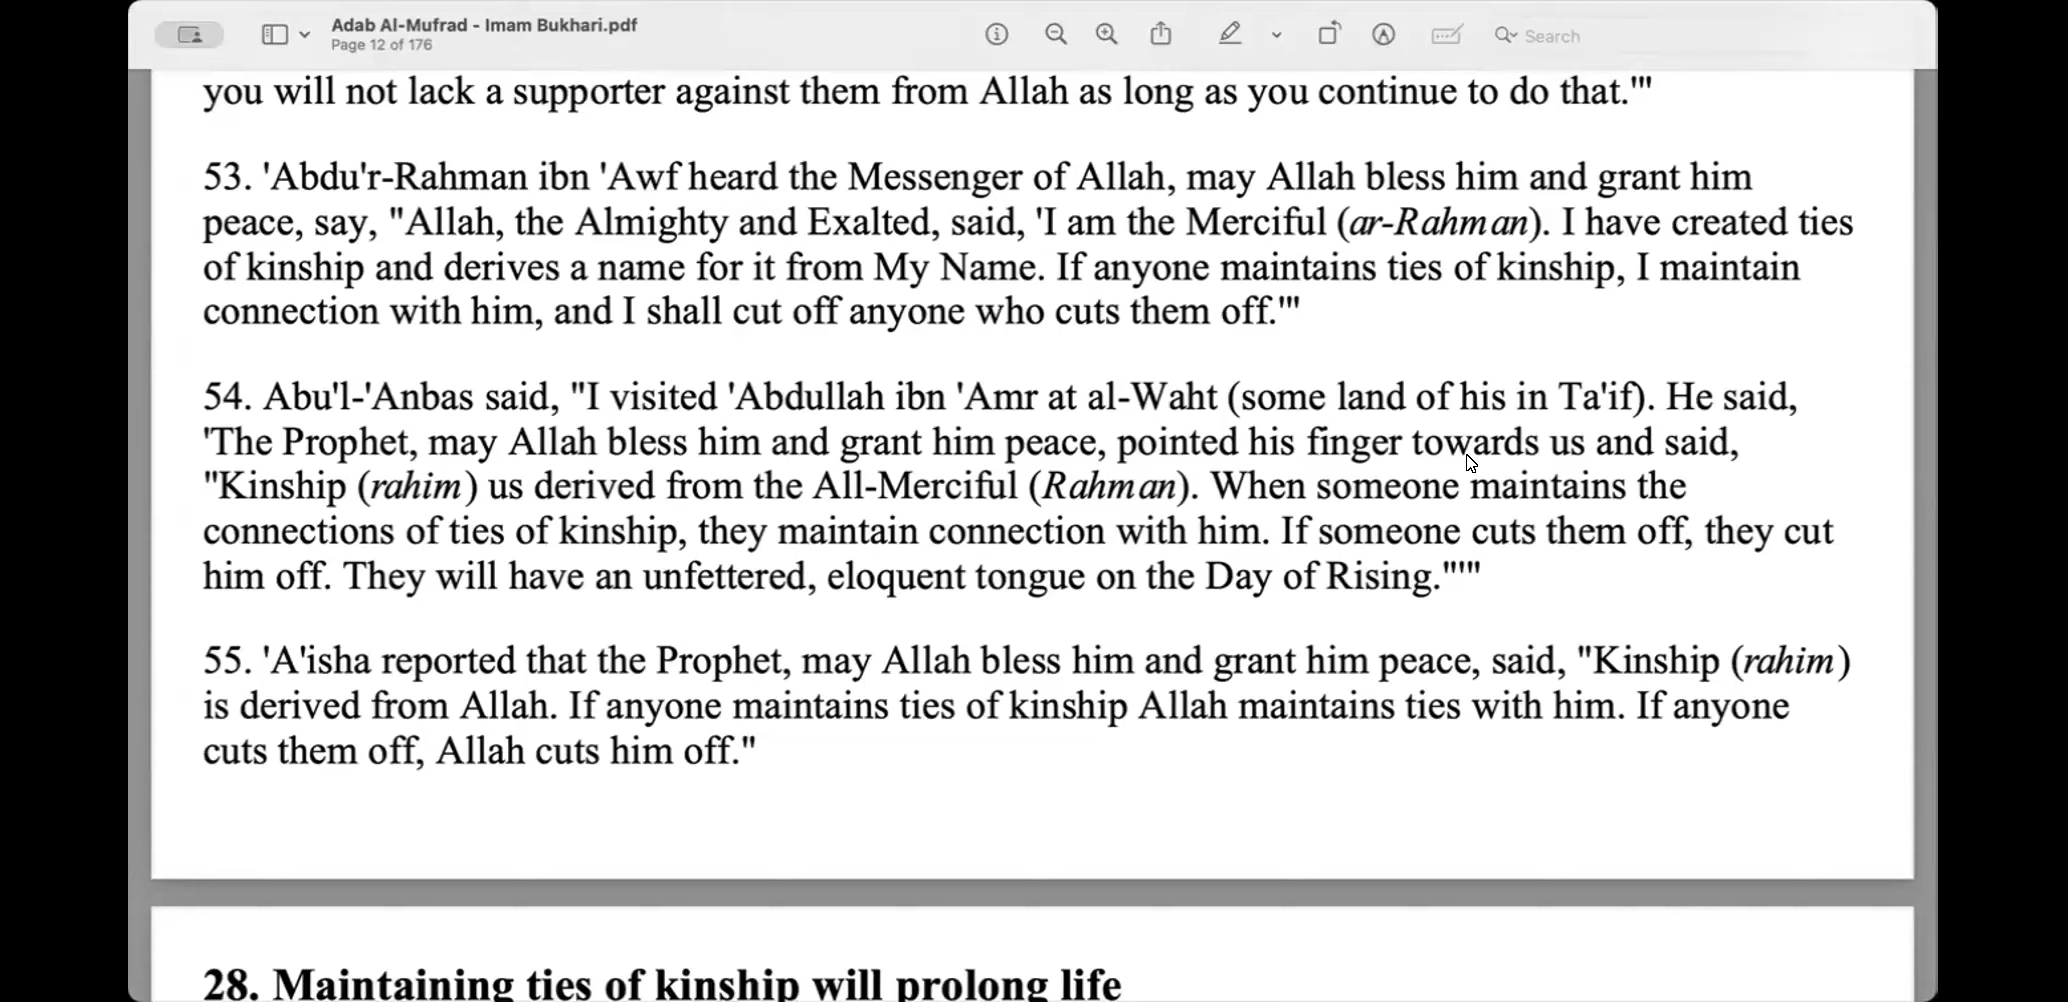 Adab Al-Mufrad - Imam Bukhari.pdf
Page 12 of 176
Search
you will not lack a supporter against them from Allah as long as you continue to do that.'"
53. 'Abdu'r-Rahman ibn 'Awf heard the Messenger of Allah, may Allah bless him and grant him
peace, say, "Allah, the Almighty and Exalted, said, 'I am the Merciful (ar-Rahman). I have created ties
of kinship and derives a name for it from My Name. If anyone maintains ties of kinship, I maintain
connection with him, and I shall cut off anyone who cuts them off.'"
54. Abu'l-'Anbas said, "I visited 'Abdullah ibn 'Amr at al-Waht (some land of his in Ta'if). He said,
'The Prophet, may Allah bless him and grant him peace, pointed his finger towards us and said,
"Kinship (rahim) us derived from the All-Merciful (Rahman). When someone maintains the
connections of ties of kinship, they maintain connection with him. If someone cuts them off, they cut
him off. They will have an unfettered, eloquent tongue on the Day of Rising."'"
55. 'A'isha reported that the Prophet, may Allah bless him and grant him peace, said, "Kinship (rahim)
is derived from Allah. If anyone maintains ties of kinship Allah maintains ties with him. If anyone
cuts them off, Allah cuts him off."
28. Maintaining ties of kinship will prolong life